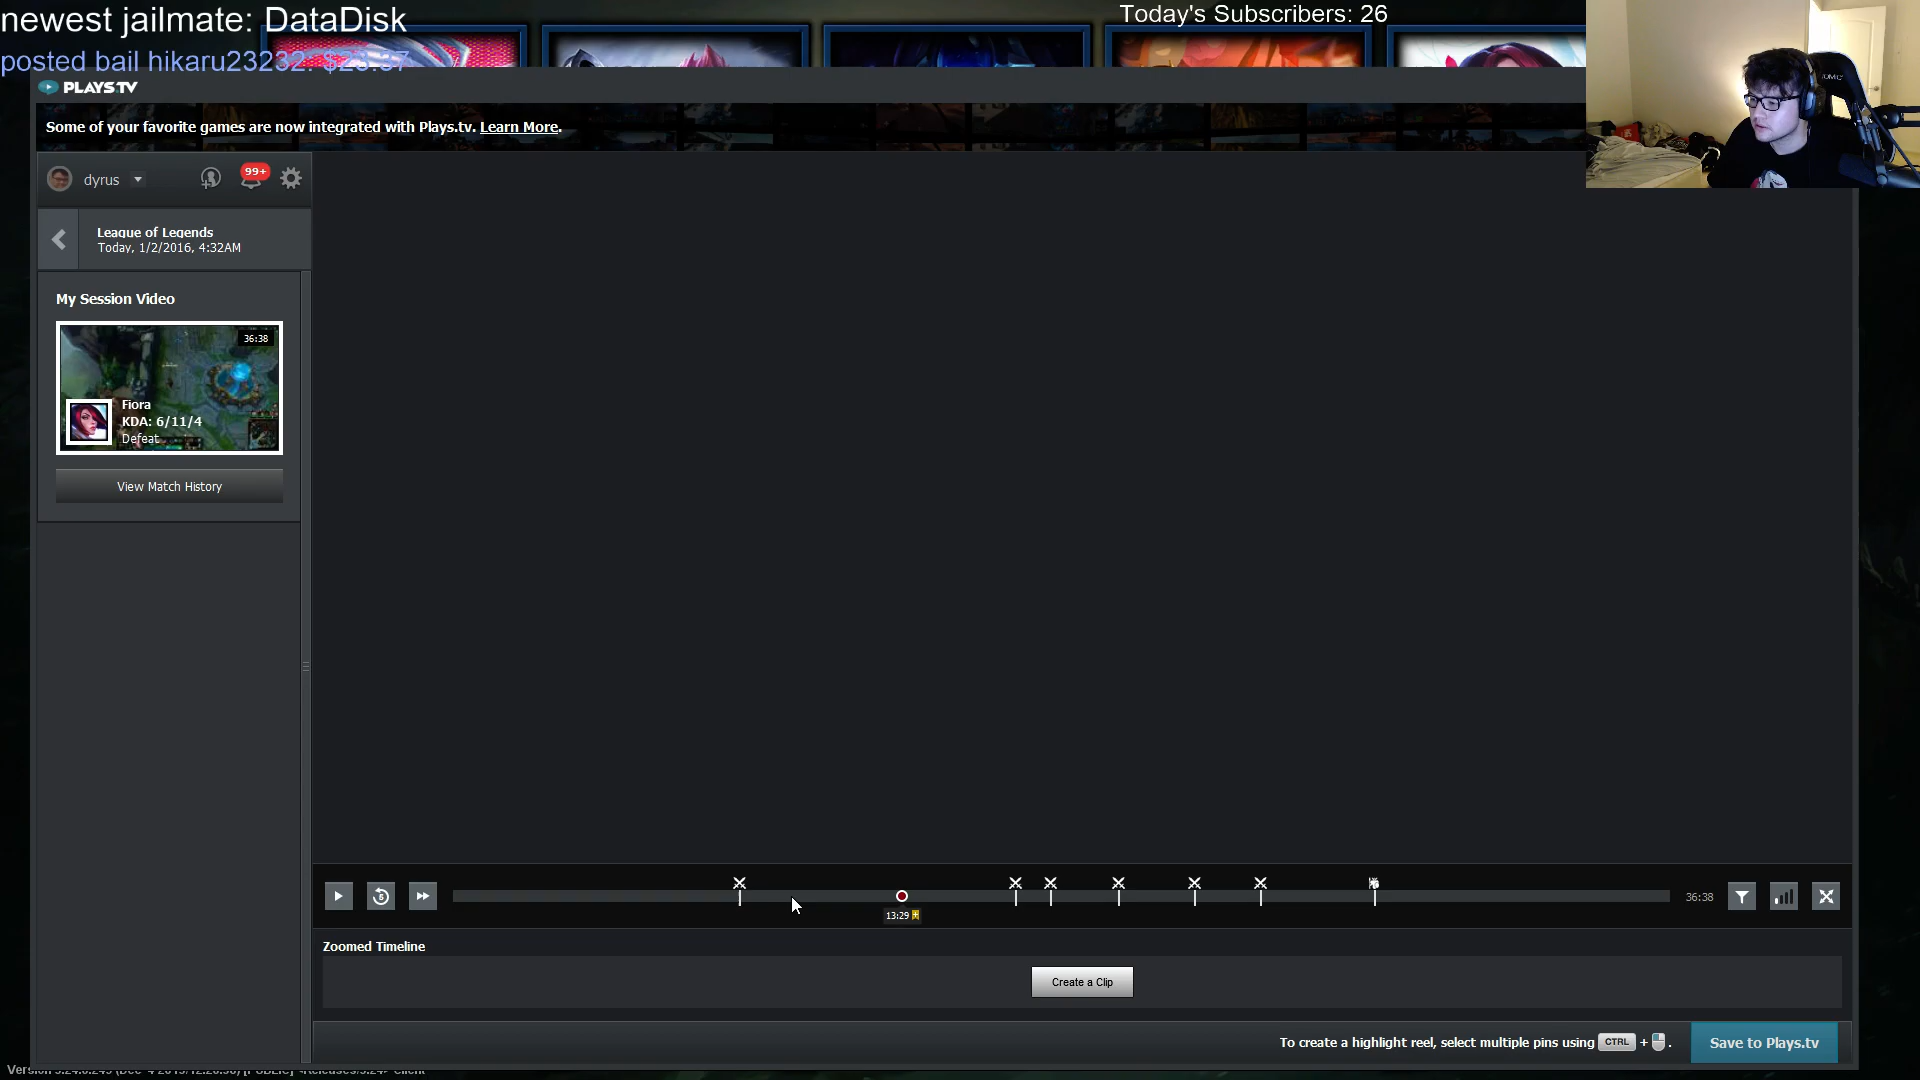 newest jailmate: DataDisk
Today's Subscribers: 26
posted bail hikaru23232: $23.37
PLAYS.TV
Some of your favorite games are now integrated with Plays.tv. Learn More.
dyrus
99+
League of Legends
Today, 1/2/2016, 4:32AM
My Session Video
36:38
Fiora
KDA: 6/11/4
Defeat
View Match History
5
36:38
13:29
Zoomed Timeline
Create a Clip
To create a highlight reel, select multiple pins using CTRL + .
Save to Plays.tv